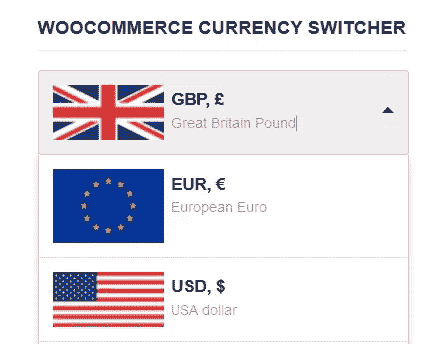 WOOCOMMERCE CURRENCY SWITCHER
GBP, £
Great Britain Pound
EUR, €
European Euro
USD, $
USA dollar